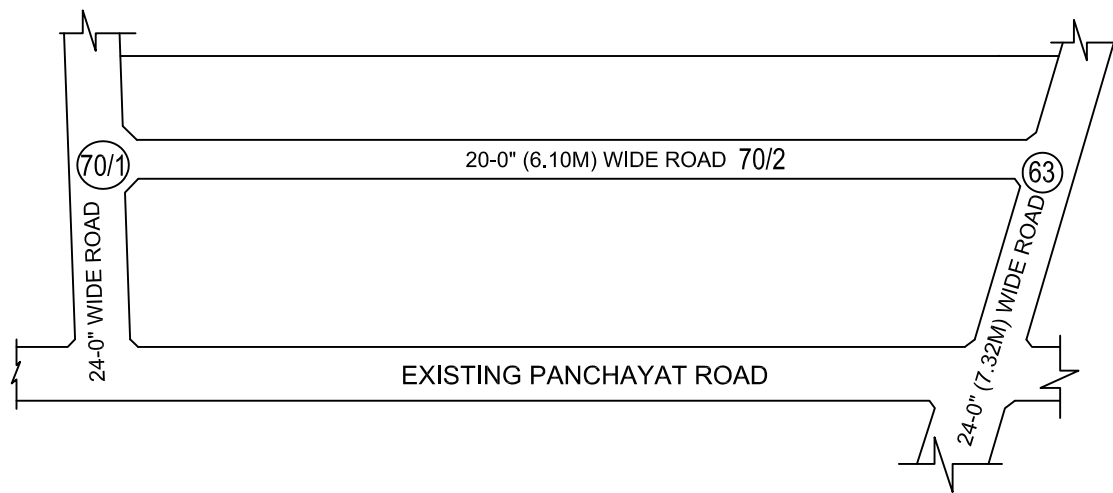 20-0" (6.10M) WIDE ROAD 70/2
70/1
63
24-0" WIDE ROAD
24-0" (7.32M) WIDE ROAD
EXISTING PANCHAYAT ROAD